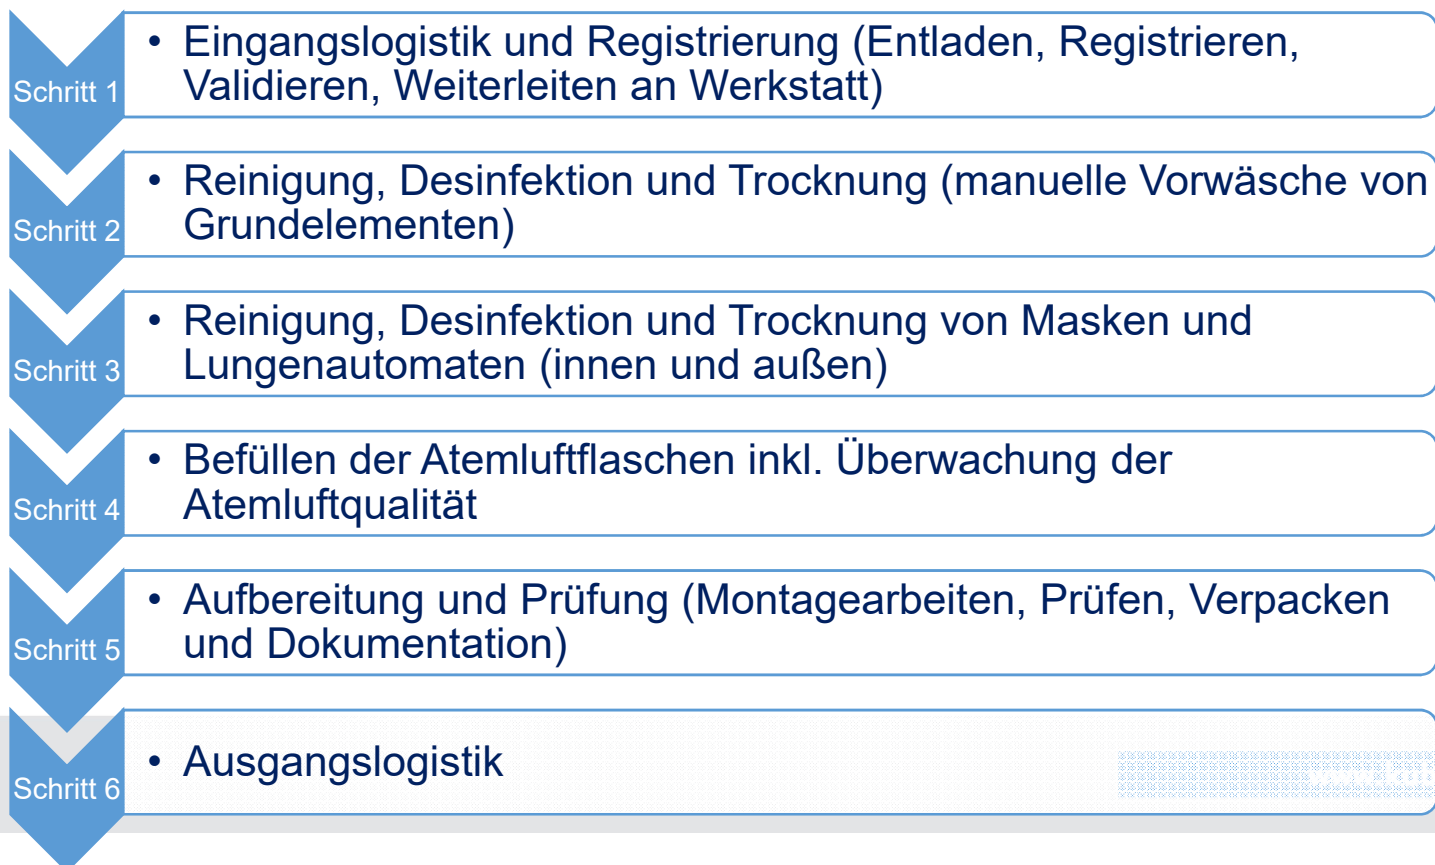 Schritt 1
• Eingangslogistik und Registrierung (Entladen, Registrieren,
Validieren, Weiterleiten an Werkstatt)
Schritt 2
• Reinigung, Desinfektion und Trocknung (manuelle Vorwäsche von
Grundelementen)
Schritt 3
• Reinigung, Desinfektion und Trocknung von Masken und
Lungenautomaten (innen und außen)
Schritt 4
• Befüllen der Atemluftflaschen inkl. Überwachung der
Atemluftqualität
Schritt 5
• Aufbereitung und Prüfung (Montagearbeiten, Prüfen, Verpacken
und Dokumentation)
Schritt 6
• Ausgangslogistik